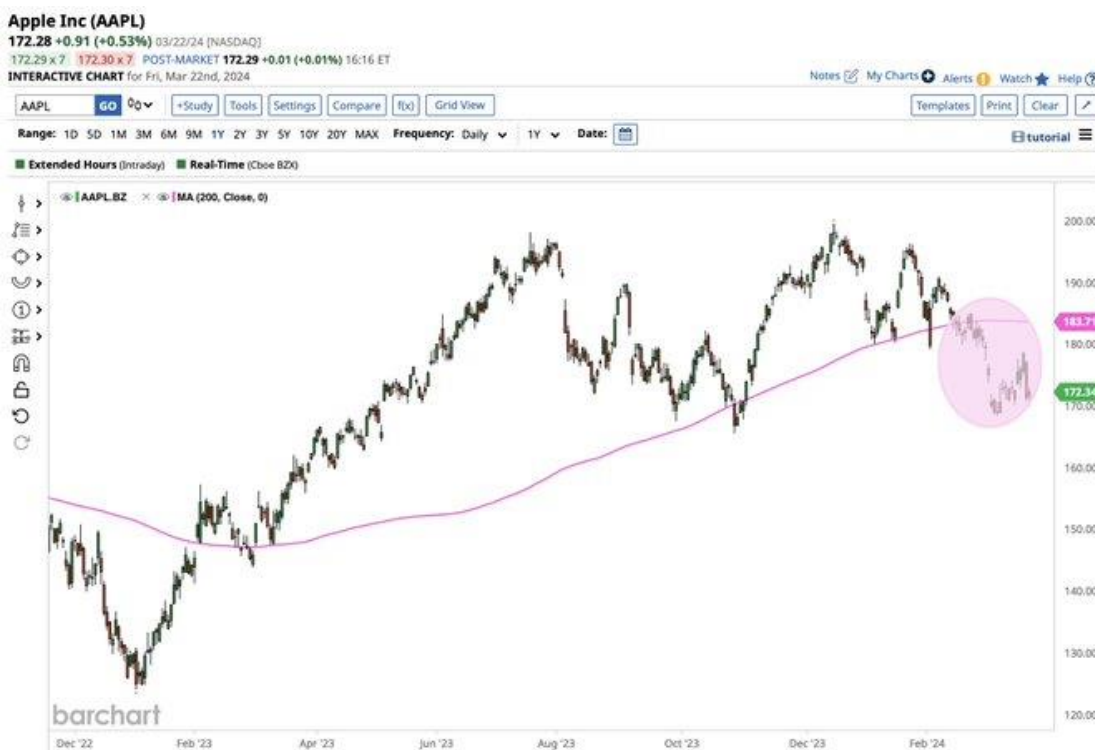 Apple Inc (AAPL)
172.28 +0.91 (+0.53%) 03/22/24 [NASDAQ]
172.29 x 7 172.30 x 7 POST-MARKET 172.29 +0.01 (+0.01%) 16:16 ET
INTERACTIVE CHART for Fri, Mar 22nd, 2024
Notes My Charts Alerts Watch Help
AAPL GO +Study Tools Settings Compare f(x) Grid View Templates Print Clear
Range: 1D 5D 1M 3M 6M 9M 1Y 2Y 3Y 5Y 10Y 20Y MAX Frequency: Daily 1Y Date: tutorial
Extended Hours (Intraday) Real-Time (Cboe BZX)
AAPL.BZ MA (200, Close, 0)
200.00
190.00
183.71
180.00
172.34
170.00
160.00
150.00
140.00
130.00
120.00
barchart
Dec '22 Feb '23 Apr '23 Jun '23 Aug '23 Oct '23 Dec '23 Feb '24